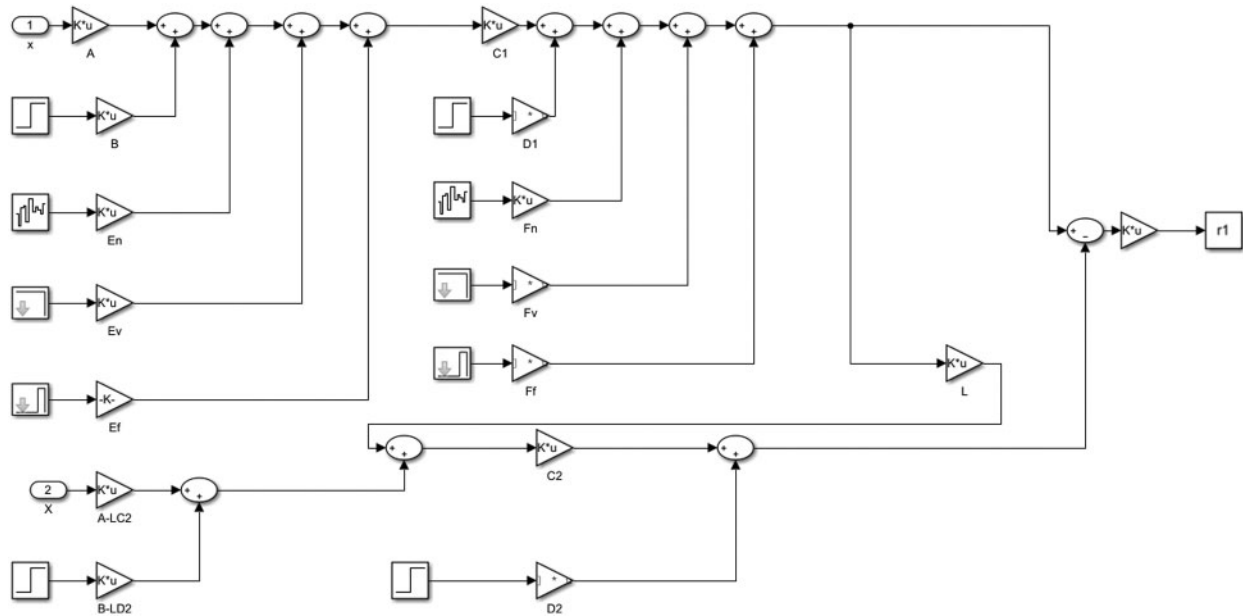 1
x
K*u
A
+
+
+
+
+
+
+
+
K*u
C1
+
+
+
+
+
+
+
+
K*u
B
* 
D1
K*u
En
K*u
Fn
+
−
K*u
r1
K*u
Ev
*
Fv
-K-
Ef
*
Ff
K*u
L
+
+
K*u
C2
+
+
2
X
K*u
A-LC2
+
+
K*u
B-LD2
*
D2